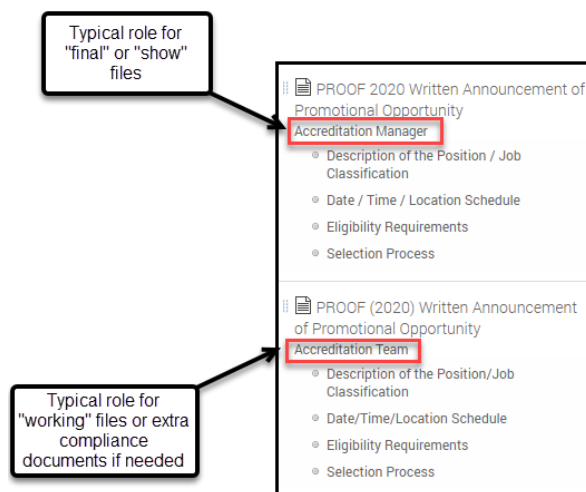 Typical role for
"final" or "show"
files
PROOF 2020 Written Announcement of
Promotional Opportunity
Accreditation Manager
Description of the Position / Job
Classification
Date / Time / Location Schedule
Eligibility Requirements
Selection Process
PROOF (2020) Written Announcement
of Promotional Opportunity
Accreditation Team
Description of the Position/Job
Classification
Date/Time/Location Schedule
Eligibility Requirements
Selection Process
Typical role for
"working" files or extra
compliance
documents if needed